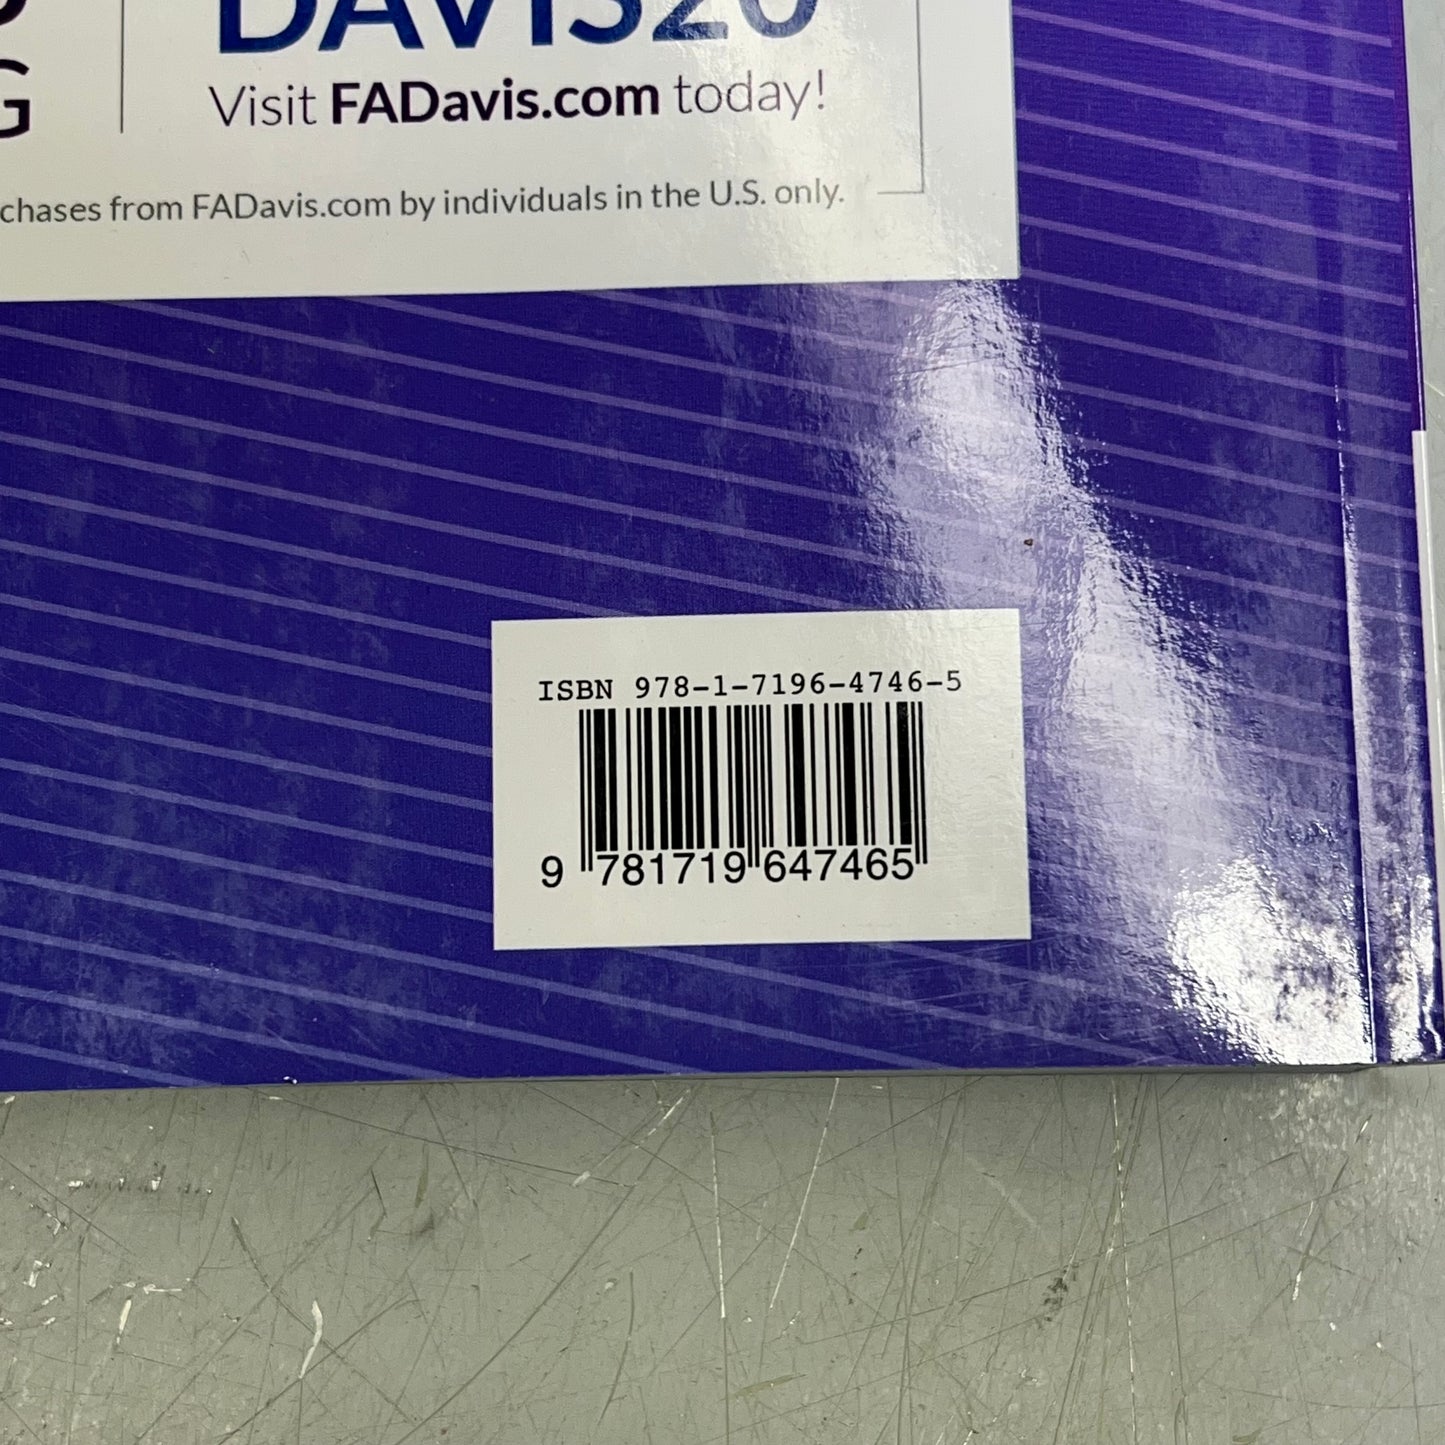 DAVIS20
G
Visit FADavis.com today!
chases from FADavis.com by individuals in the U.S. only.
ISBN 978-1-7196-4746-5
9 781719 647465